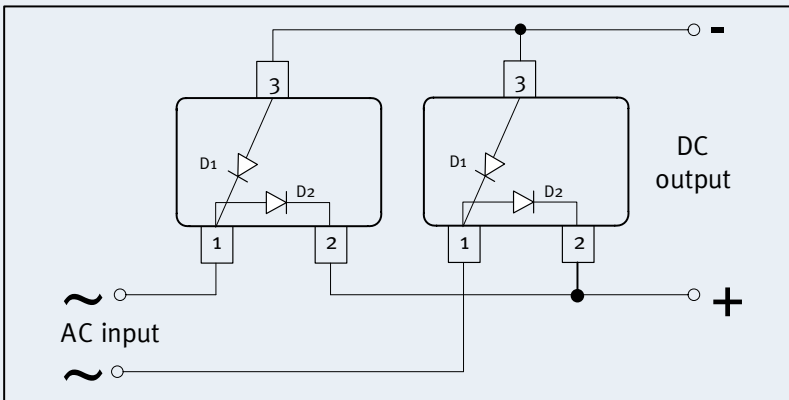 -
3 3
D1 D1
DC
output
D2 D2
1 2 1 2
~ +
AC input
~